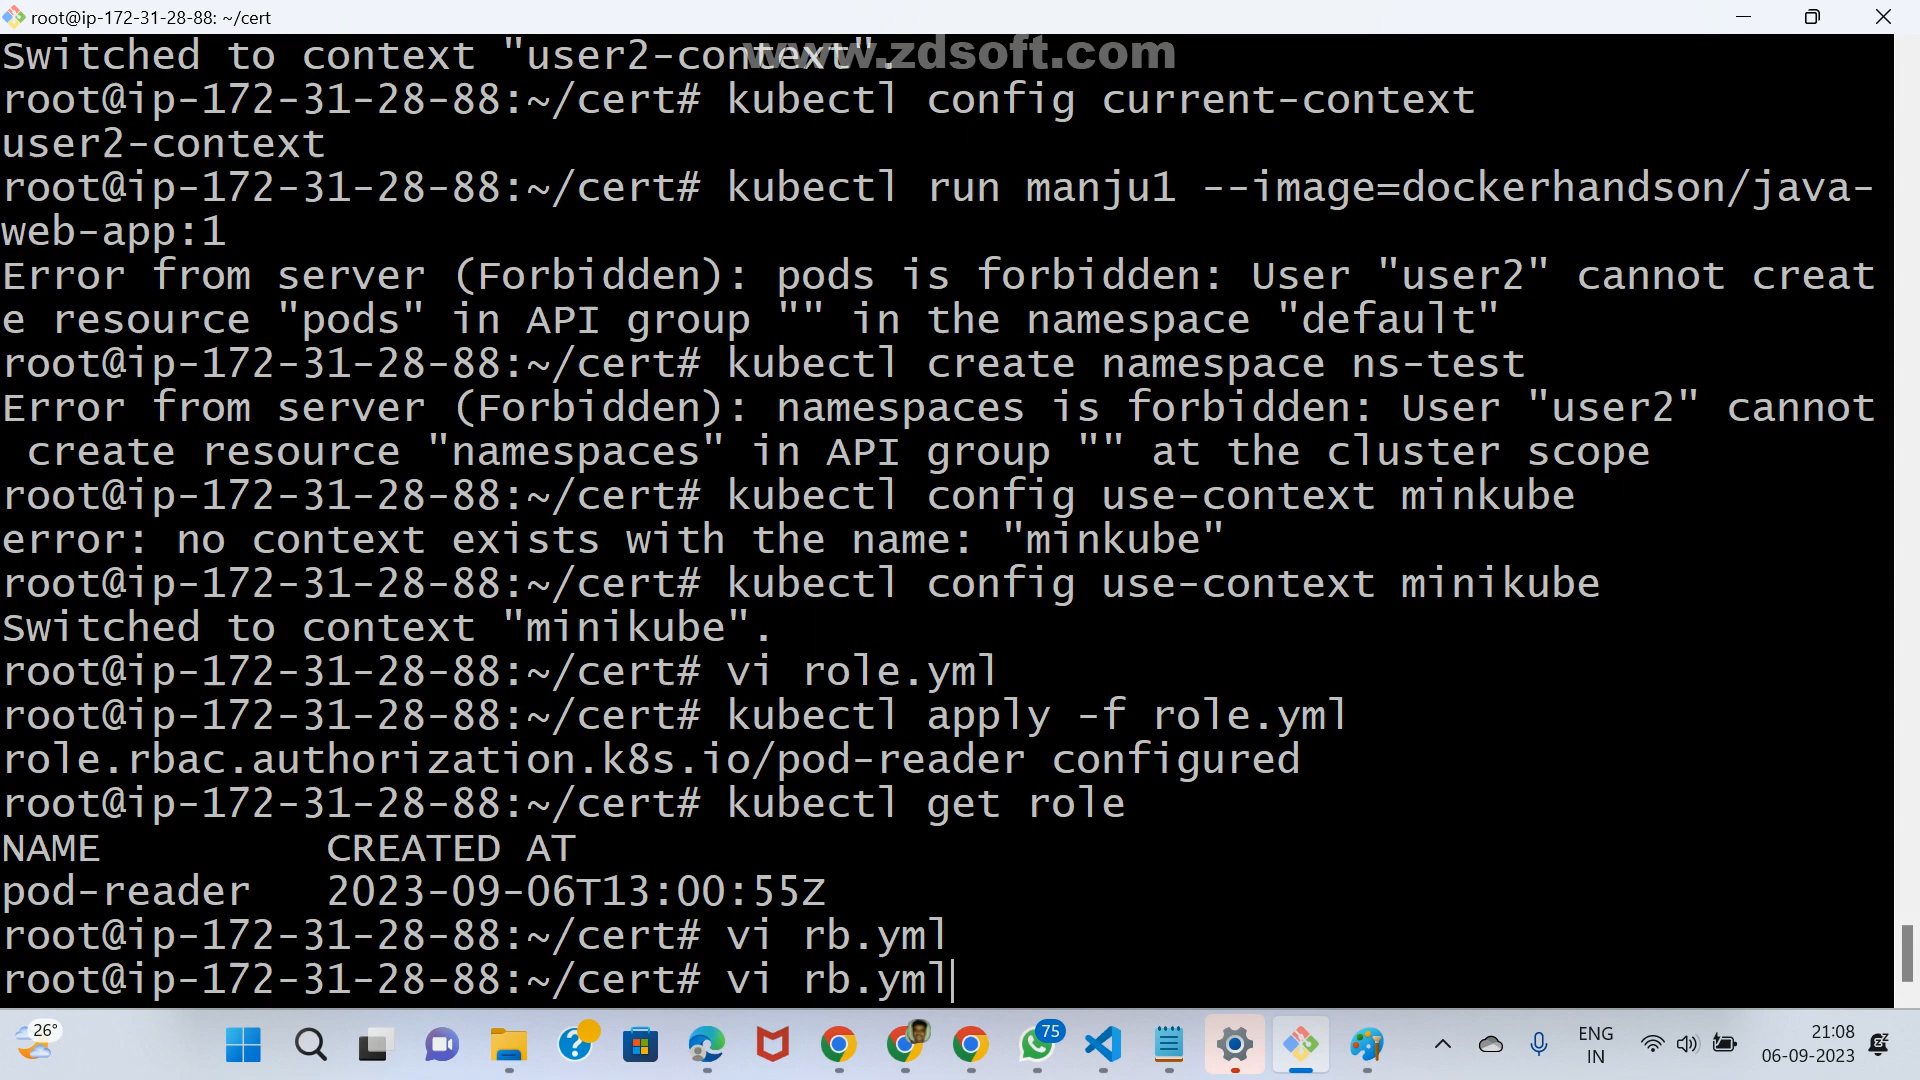 root@ip-172-31-28-88: ~/cert
Switched to context "user2-context".
www.zdsoft.com
root@ip-172-31-28-88:~/cert# kubectl config current-context
user2-context
root@ip-172-31-28-88:~/cert# kubectl run manju1 --image=dockerhandson/java-
web-app:1
Error from server (Forbidden): pods is forbidden: User "user2" cannot creat
e resource "pods" in API group "" in the namespace "default"
root@ip-172-31-28-88:~/cert# kubectl create namespace ns-test
Error from server (Forbidden): namespaces is forbidden: User "user2" cannot
 create resource "namespaces" in API group "" at the cluster scope
root@ip-172-31-28-88:~/cert# kubectl config use-context minkube
error: no context exists with the name: "minkube"
root@ip-172-31-28-88:~/cert# kubectl config use-context minikube
Switched to context "minikube".
root@ip-172-31-28-88:~/cert# vi role.yml
root@ip-172-31-28-88:~/cert# kubectl apply -f role.yml
role.rbac.authorization.k8s.io/pod-reader configured
root@ip-172-31-28-88:~/cert# kubectl get role
NAME         CREATED AT
pod-reader   2023-09-06T13:00:55Z
root@ip-172-31-28-88:~/cert# vi rb.yml
root@ip-172-31-28-88:~/cert# vi rb.yml
26°
75
ENG
IN
21:08
06-09-2023